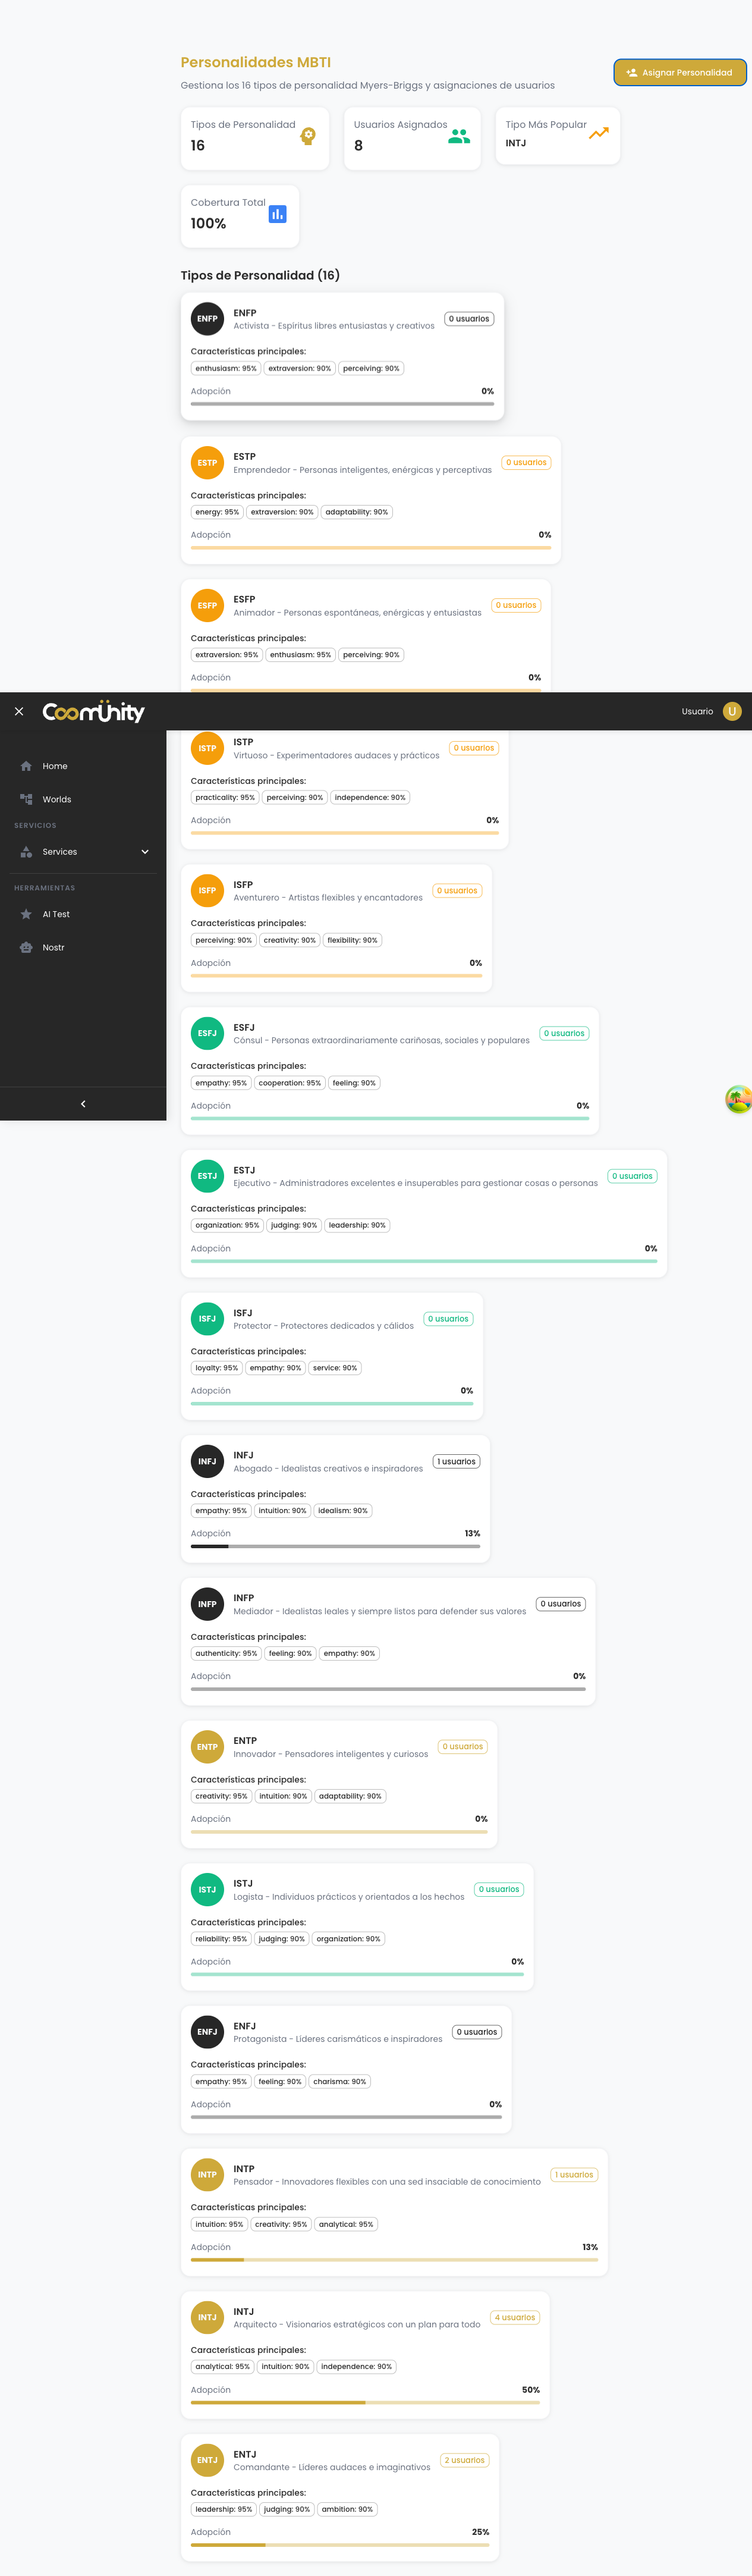 Personalidades MBTI
Gestiona los 16 tipos de personalidad Myers-Briggs y asignaciones de usuarios
Asignar Personalidad
Tipos de Personalidad
16
Usuarios Asignados
8
Tipo Más Popular
INTJ
Cobertura Total
100%
Tipos de Personalidad (16)
ENFP
ENFP
Activista - Espíritus libres entusiastas y creativos
0 usuarios
Características principales:
enthusiasm: 95% extraversion: 90% perceiving: 90%
Adopción 0%
ESTP
ESTP
Emprendedor - Personas inteligentes, enérgicas y perceptivas
0 usuarios
Características principales:
energy: 95% extraversion: 90% adaptability: 90%
Adopción 0%
ESFP
ESFP
Animador - Personas espontáneas, enérgicas y entusiastas
0 usuarios
Características principales:
extraversion: 95% enthusiasm: 95% perceiving: 90%
Adopción 0%
Coomÿnity
Usuario U
Home
Worlds
SERVICIOS
Services
HERRAMIENTAS
AI Test
Nostr
ISTP
ISTP
Virtuoso - Experimentadores audaces y prácticos
0 usuarios
Características principales:
practicality: 95% perceiving: 90% independence: 90%
Adopción 0%
ISFP
ISFP
Aventurero - Artistas flexibles y encantadores
0 usuarios
Características principales:
perceiving: 90% creativity: 90% flexibility: 90%
Adopción 0%
ESFJ
ESFJ
Cónsul - Personas extraordinariamente cariñosas, sociales y populares
0 usuarios
Características principales:
empathy: 95% cooperation: 95% feeling: 90%
Adopción 0%
ESTJ
ESTJ
Ejecutivo - Administradores excelentes e insuperables para gestionar cosas o personas
0 usuarios
Características principales:
organization: 95% judging: 90% leadership: 90%
Adopción 0%
ISFJ
ISFJ
Protector - Protectores dedicados y cálidos
0 usuarios
Características principales:
loyalty: 95% empathy: 90% service: 90%
Adopción 0%
INFJ
INFJ
Abogado - Idealistas creativos e inspiradores
1 usuarios
Características principales:
empathy: 95% intuition: 90% idealism: 90%
Adopción 13%
INFP
INFP
Mediador - Idealistas leales y siempre listos para defender sus valores
0 usuarios
Características principales:
authenticity: 95% feeling: 90% empathy: 90%
Adopción 0%
ENTP
ENTP
Innovador - Pensadores inteligentes y curiosos
0 usuarios
Características principales:
creativity: 95% intuition: 90% adaptability: 90%
Adopción 0%
ISTJ
ISTJ
Logista - Individuos prácticos y orientados a los hechos
0 usuarios
Características principales:
reliability: 95% judging: 90% organization: 90%
Adopción 0%
ENFJ
ENFJ
Protagonista - Líderes carismáticos e inspiradores
0 usuarios
Características principales:
empathy: 95% feeling: 90% charisma: 90%
Adopción 0%
INTP
INTP
Pensador - Innovadores flexibles con una sed insaciable de conocimiento
1 usuarios
Características principales:
intuition: 95% creativity: 95% analytical: 95%
Adopción 13%
INTJ
INTJ
Arquitecto - Visionarios estratégicos con un plan para todo
4 usuarios
Características principales:
analytical: 95% intuition: 90% independence: 90%
Adopción 50%
ENTJ
ENTJ
Comandante - Líderes audaces e imaginativos
2 usuarios
Características principales:
leadership: 95% judging: 90% ambition: 90%
Adopción 25%